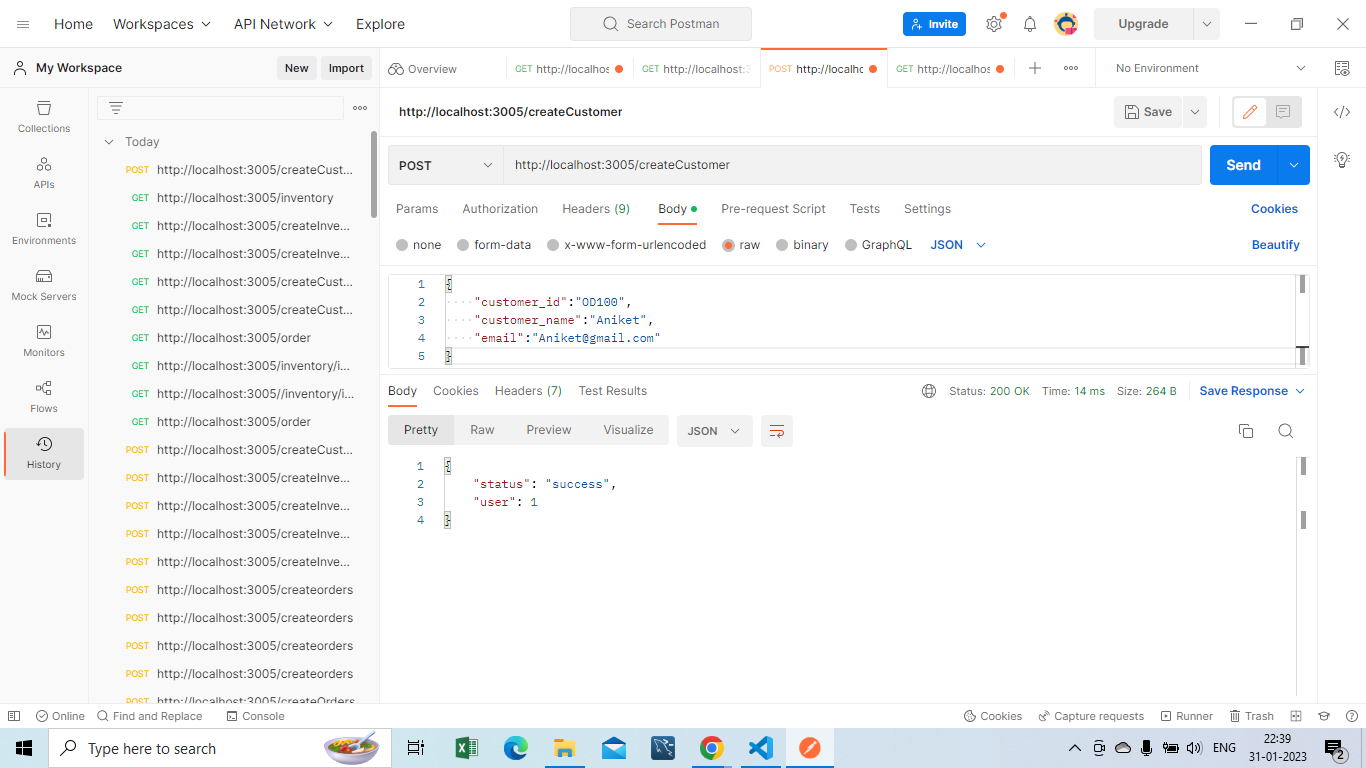 Home
Workspaces
API Network
Explore
Search Postman
Invite
Upgrade
My Workspace
New
Import
Overview
GET http://localhos
GET http://localhost:3
POST http://localhc
GET http://localhos
No Environment
Collections
APIs
Environments
Mock Servers
Monitors
Flows
History
Today
POST http://localhost:3005/createCust...
GET http://localhost:3005/inventory
GET http://localhost:3005/createInve...
GET http://localhost:3005/createInve...
GET http://localhost:3005/createCust...
GET http://localhost:3005/createCust...
GET http://localhost:3005/order
GET http://localhost:3005/inventory/i...
GET http://localhost:3005//inventory/i...
GET http://localhost:3005/order
POST http://localhost:3005/createCust...
POST http://localhost:3005/createInve...
POST http://localhost:3005/createInve...
POST http://localhost:3005/createInve...
POST http://localhost:3005/createInve...
POST http://localhost:3005/createorders
POST http://localhost:3005/createorders
POST http://localhost:3005/createorders
POST http://localhost:3005/createorders
POST http://localhost:3005/createOrders
http://localhost:3005/createCustomer
Save
POST
http://localhost:3005/createCustomer
Send
Params
Authorization
Headers (9)
Body
Pre-request Script
Tests
Settings
Cookies
none
form-data
x-www-form-urlencoded
raw
binary
GraphQL
JSON
Beautify
1 {
2 "customer_id":"OD100",
3 "customer_name":"Aniket",
4 "email":"Aniket@gmail.com"
5 }
Body
Cookies
Headers (7)
Test Results
Status: 200 OK
Time: 14 ms
Size: 264 B
Save Response
Pretty
Raw
Preview
Visualize
JSON
1 {
2 "status": "success",
3 "user": 1
4 }
Online
Find and Replace
Console
Cookies
Capture requests
Runner
Trash
Type here to search
ENG
22:39
31-01-2023
2